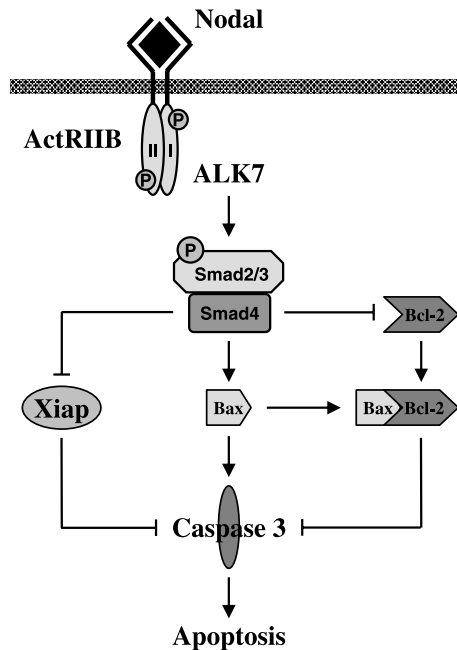 Nodal
P
ActRIIB
II I
P
ALK7
P
Smad2/3
Smad4
Bcl-2
Xiap
Bax
Bax Bcl-2
Caspase 3
Apoptosis